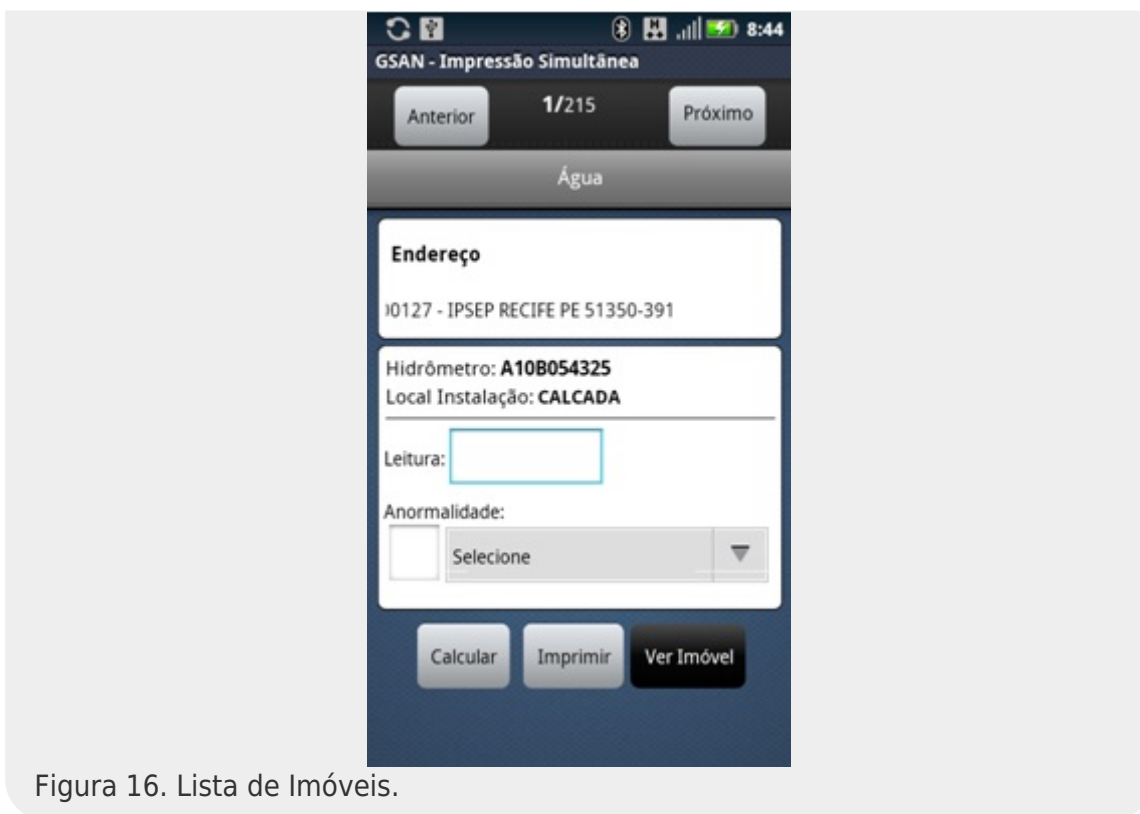 8:44
GSAN - Impressão Simultânea
Anterior 1/215 Próximo
Água
Endereço
00127 - IPSEP RECIFE PE 51350-391
Hidrômetro: A10B054325
Local Instalação: CALCADA
Leitura:
Anormalidade:
Selecione
Calcular Imprimir Ver Imóvel
Figura 16. Lista de Imóveis.